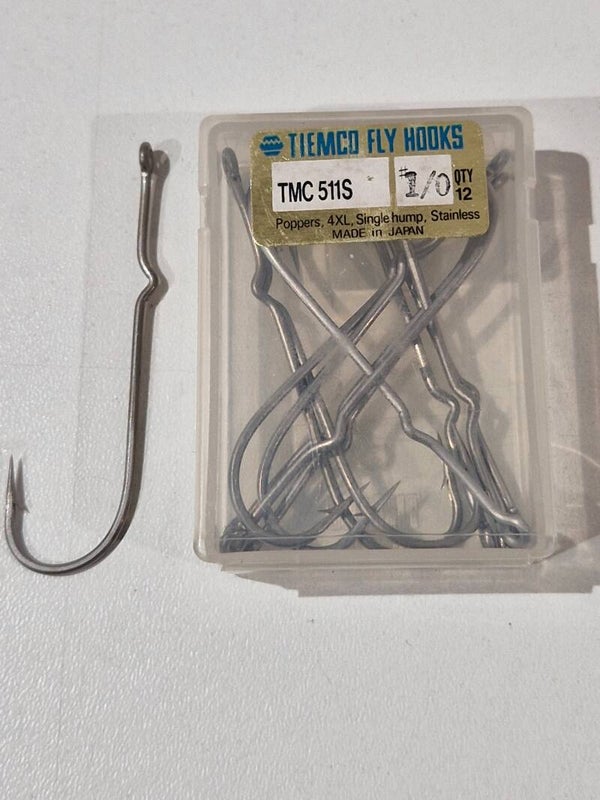 TIEMCO FLY HOOKS
TMC 511S #1/0 QTY 12
Poppers, 4XL, Single hump, Stainless
MADE in JAPAN